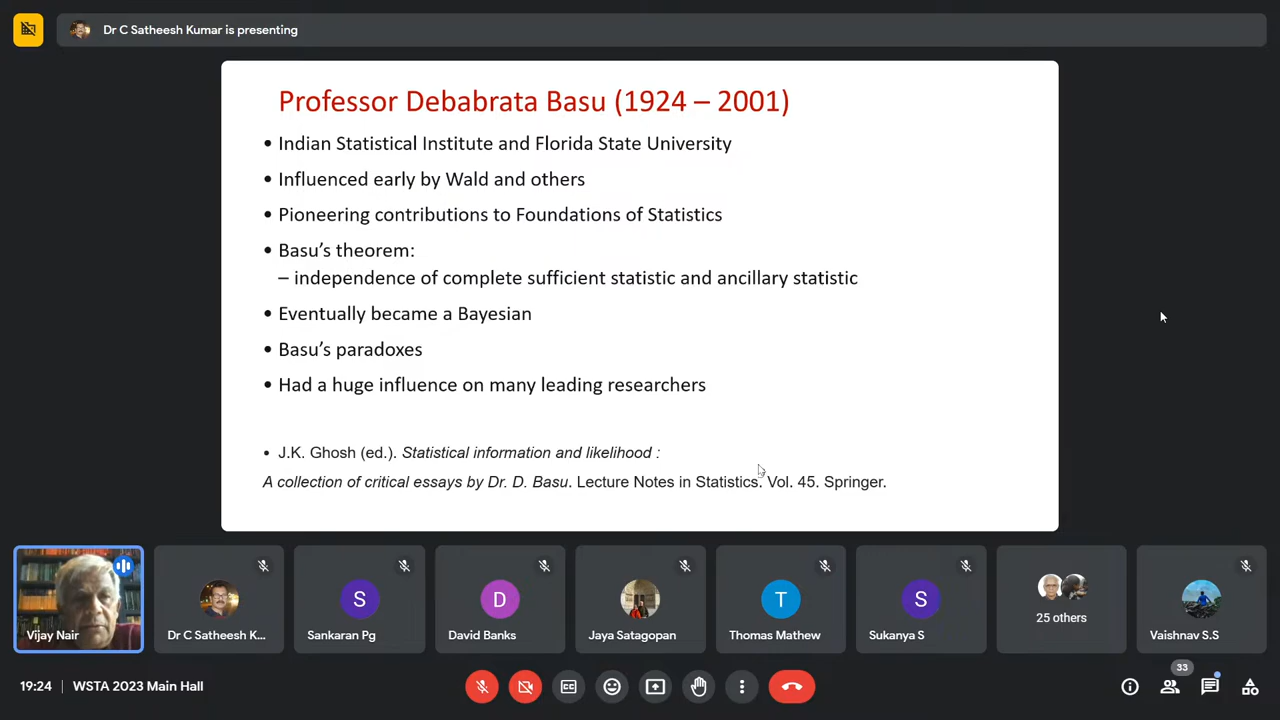 Dr C Satheesh Kumar is presenting
Professor Debabrata Basu (1924 – 2001)
• Indian Statistical Institute and Florida State University
• Influenced early by Wald and others
• Pioneering contributions to Foundations of Statistics
• Basu’s theorem:
– independence of complete sufficient statistic and ancillary statistic
• Eventually became a Bayesian
• Basu’s paradoxes
• Had a huge influence on many leading researchers
• J.K. Ghosh (ed.). Statistical information and likelihood :
A collection of critical essays by Dr. D. Basu. Lecture Notes in Statistics. Vol. 45. Springer.
S
D
T
S
Vijay Nair
Dr C Satheesh K...
Sankaran Pg
David Banks
Jaya Satagopan
Thomas Mathew
Sukanya S
25 others
Vaishnav S.S
19:24 | WSTA 2023 Main Hall
33